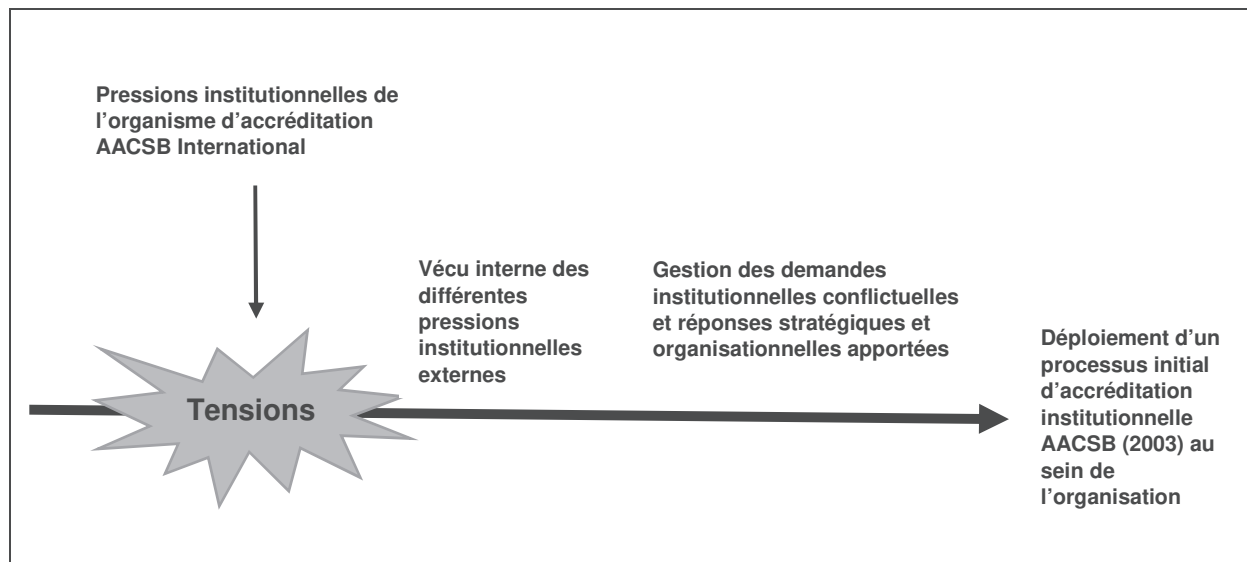 Pressions institutionnelles de
l’organisme d’accréditation
AACSB International
Vécu interne des
différentes
pressions
institutionnelles
externes
Gestion des demandes
institutionnelles conflictuelles
et réponses stratégiques et
organisationnelles apportées
Déploiement d’un
processus initial
d’accréditation
institutionnelle
AACSB (2003) au
sein de
l’organisation
Tensions